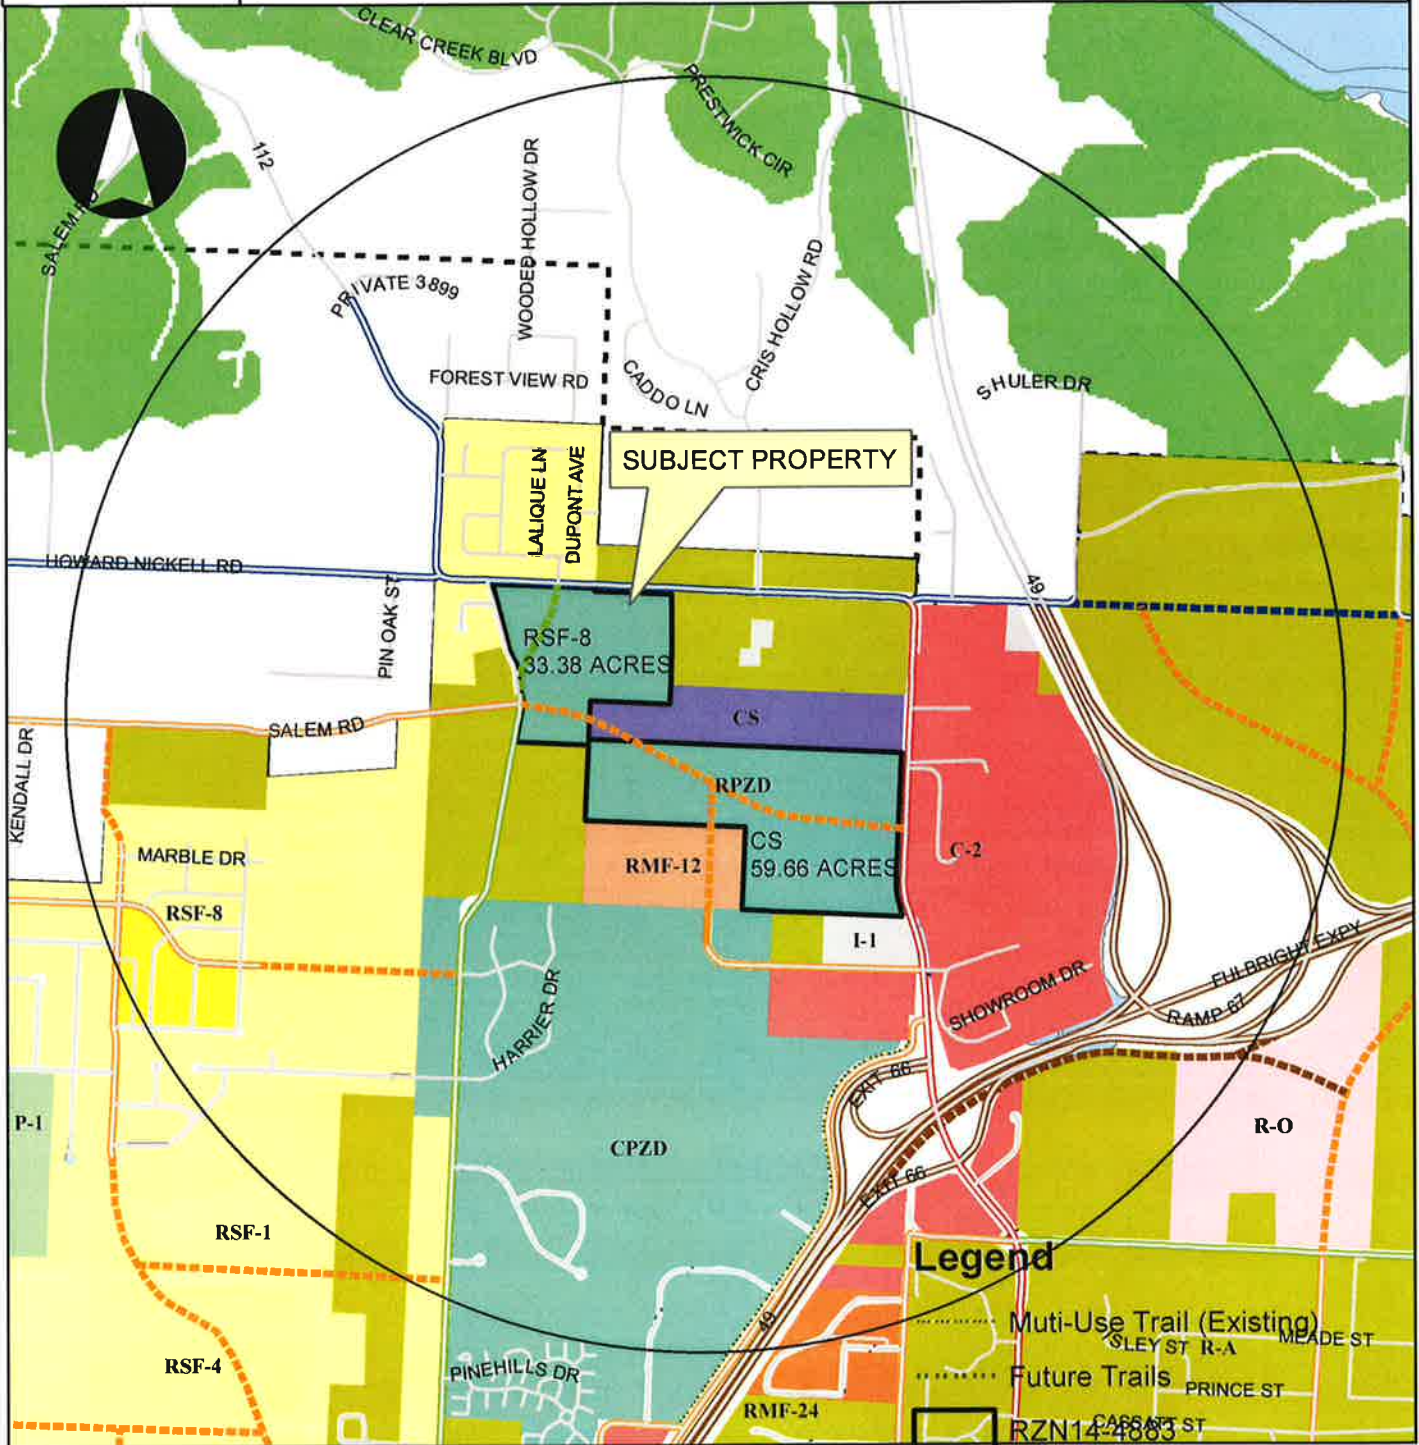 CLEAR CREEK BLVD
PRESTWICK CIR
112
SALEM RD
WOODED HOLLOW DR
PRIVATE 3899
CRIS HOLLOW RD
FOREST VIEW RD
CADDO LN
SHULER DR
LALIQUE LN
DUPONT AVE
SUBJECT PROPERTY
HOWARD NICKELL RD
PIN OAK ST
49
RSF-8
33.38 ACRES
SALEM RD
CS
KENDALL DR
RPZD
CS
59.66 ACRES
C-2
MARBLE DR
RMF-12
RSF-8
I-1
FULBRIGHT EXPY
SHOWROOM DR
RAMP 67
HARRIER DR
EXIT 66
P-1
CPZD
R-O
EXIT 66
RSF-1
Legend
49
Muti-Use Trail (Existing)
SLEY ST R-A
MEADE ST
RSF-4
PINEHILLS DR
Future Trails
PRINCE ST
RMF-24
CASSATT ST
RZN14-4883